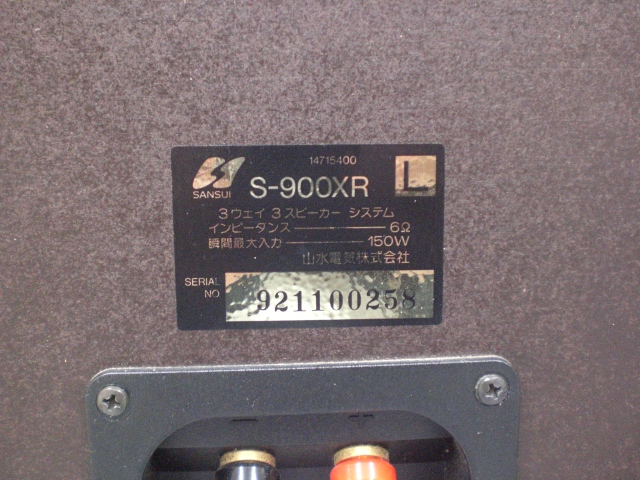 14715400
SANSUI S-900XR L
3ウェイ 3スピーカー システム
インピーダンス 6Ω
瞬間最大入力 150W
山水電気株式会社
SERIAL NO 921100258
− +